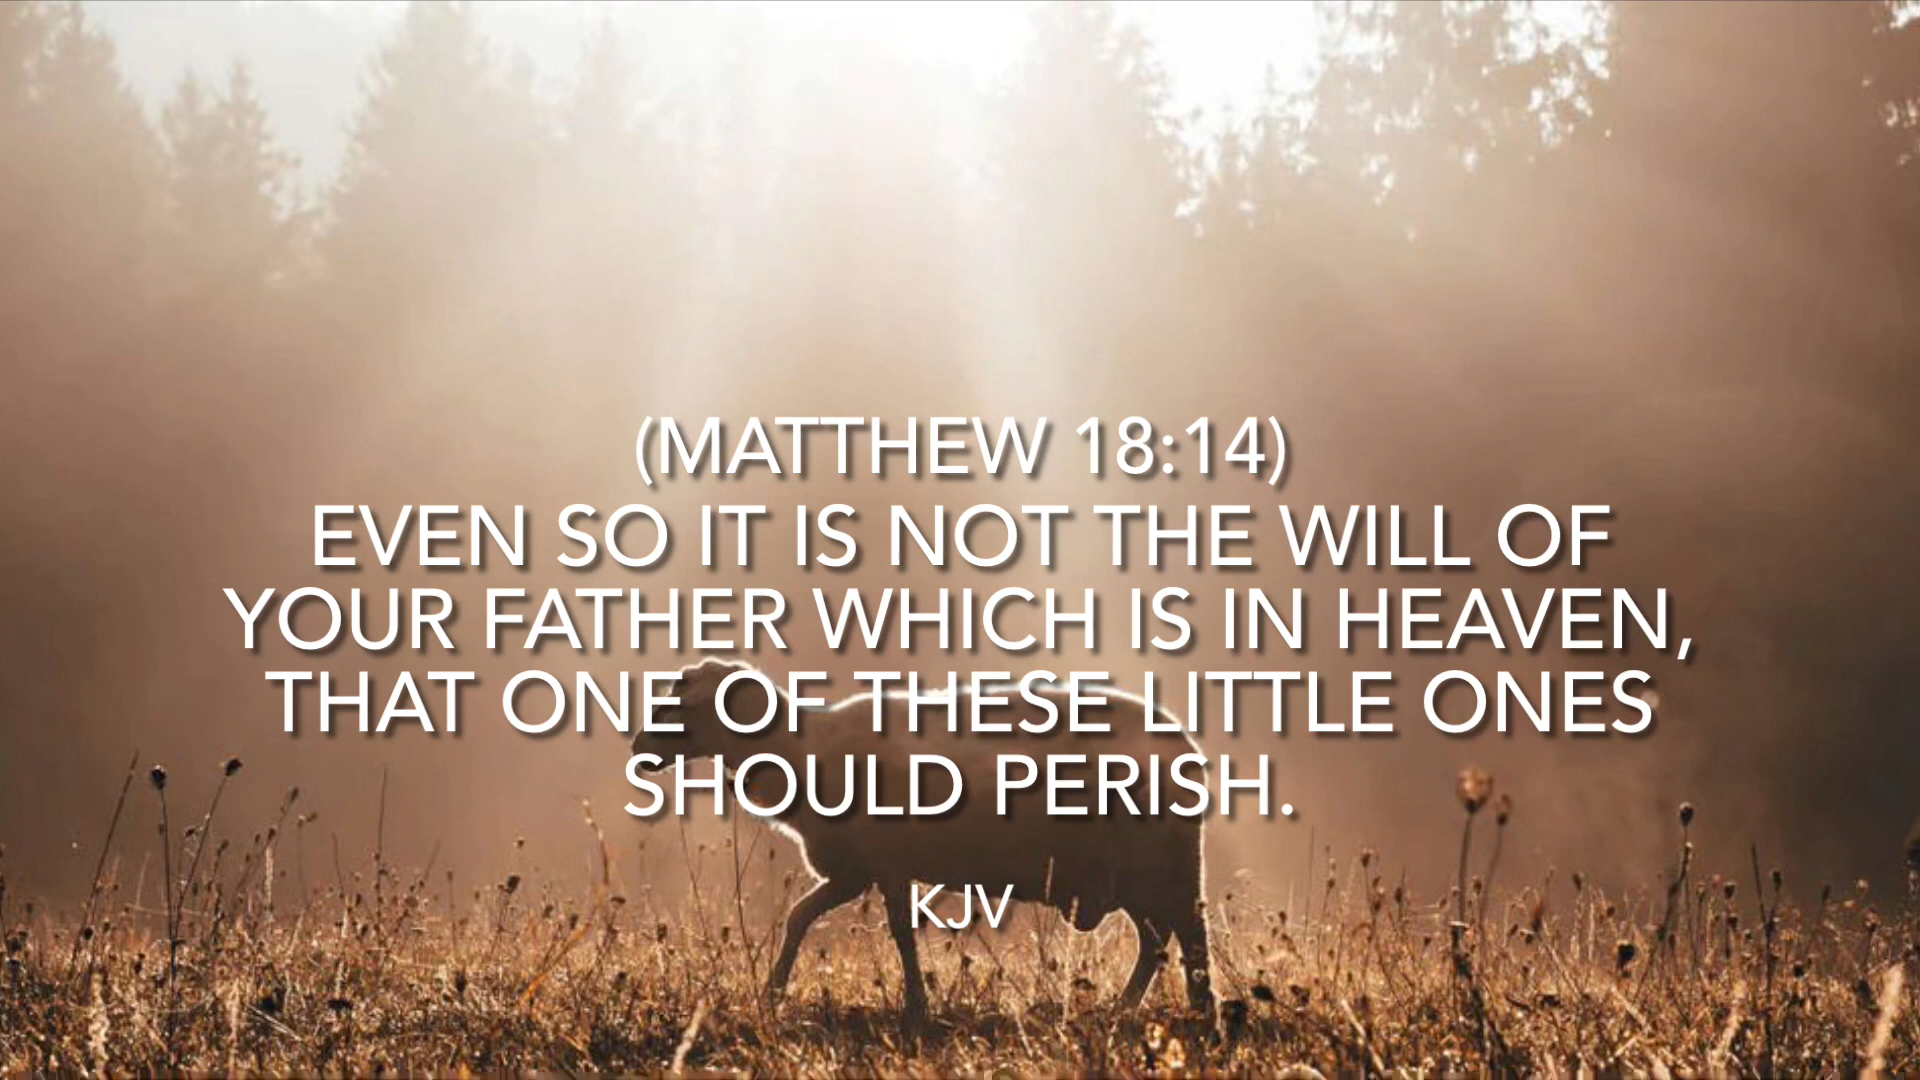 (MATTHEW 18:14)
EVEN SO IT IS NOT THE WILL OF
YOUR FATHER WHICH IS IN HEAVEN,
THAT ONE OF THESE LITTLE ONES
SHOULD PERISH.
KJV